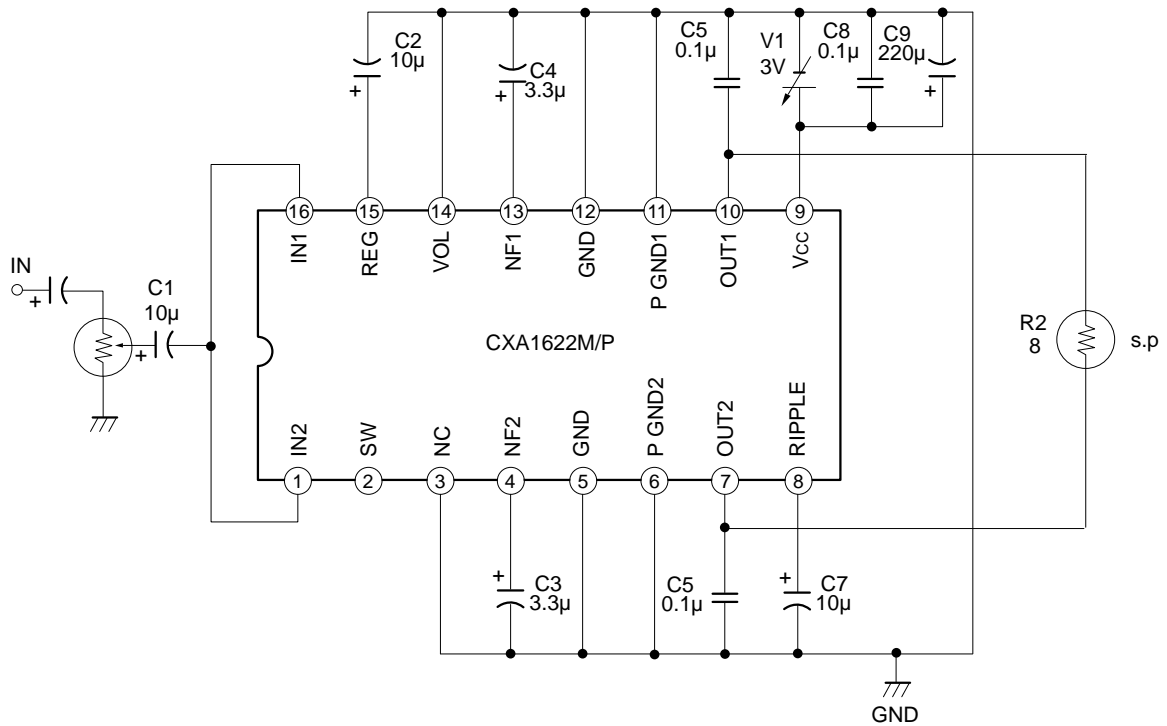 C2
10μ
+
C4
3.3μ
+
C5
0.1μ
V1
3V
C8
0.1μ
C9
220μ
+
16
15
14
13
12
11
10
9
IN1
REG
VOL
NF1
GND
P GND1
OUT1
Vcc
IN
+
C1
10μ
+
CXA1622M/P
R2
8
s.p
IN2
SW
NC
NF2
GND
P GND2
OUT2
RIPPLE
1
2
3
4
5
6
7
8
+
C3
3.3μ
C5
0.1μ
+
C7
10μ
GND